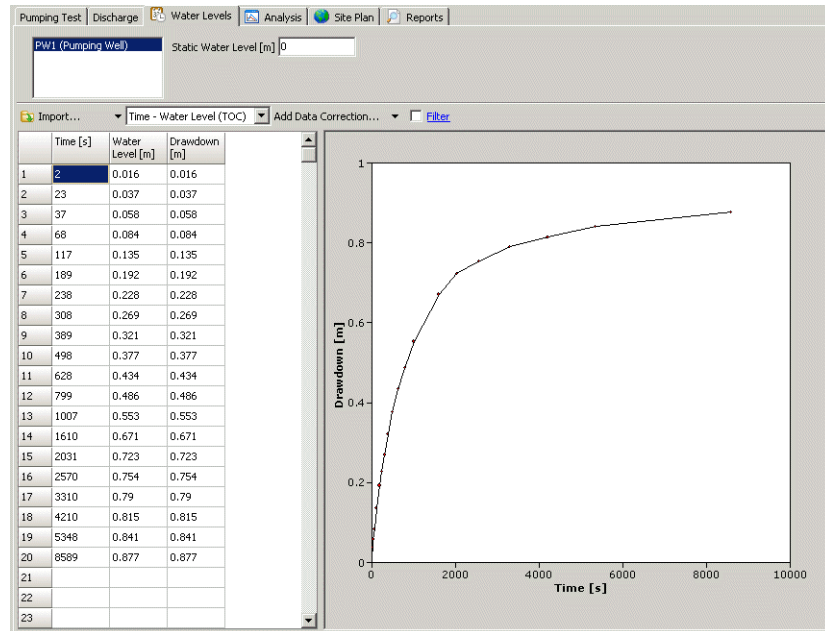 Pumping Test Discharge Water Levels Analysis Site Plan Reports
PW1 (Pumping Well) Static Water Level [m] 0
Import... Time - Water Level (TOC) Add Data Correction... Filter
Time [s] Water Level [m] Drawdown [m]
1 2 0.016 0.016
2 23 0.037 0.037
3 37 0.058 0.058
4 68 0.084 0.084
5 117 0.135 0.135
6 189 0.192 0.192
7 238 0.228 0.228
8 308 0.269 0.269
9 389 0.321 0.321
10 498 0.377 0.377
11 628 0.434 0.434
12 799 0.486 0.486
13 1007 0.553 0.553
14 1610 0.671 0.671
15 2031 0.723 0.723
16 2570 0.754 0.754
17 3310 0.79 0.79
18 4210 0.815 0.815
19 5348 0.841 0.841
20 8589 0.877 0.877
21
22
23
1
0.8
0.6
0.4
0.2
0
Drawdown [m]
0 2000 4000 6000 8000 10000
Time [s]